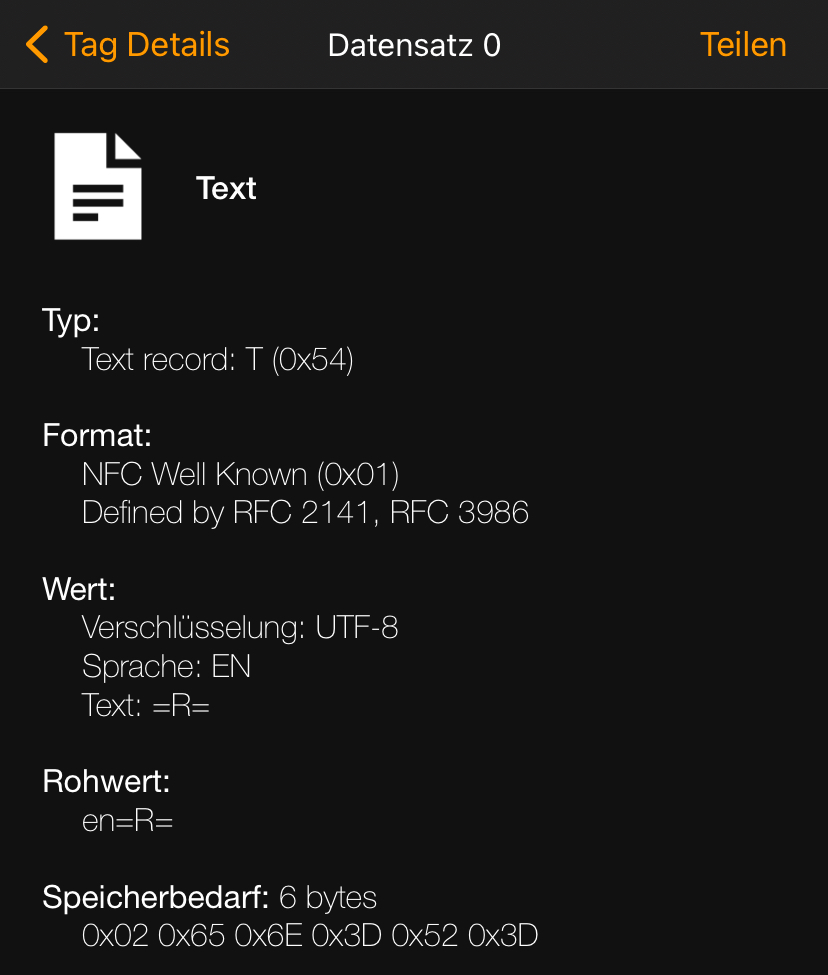 Tag Details
Datensatz 0
Teilen
Text
Typ:
Text record: T (0x54)
Format:
NFC Well Known (0x01)
Defined by RFC 2141, RFC 3986
Wert:
Verschlüsselung: UTF-8
Sprache: EN
Text: =R=
Rohwert:
en=R=
Speicherbedarf: 6 bytes
0x02 0x65 0x6E 0x3D 0x52 0x3D